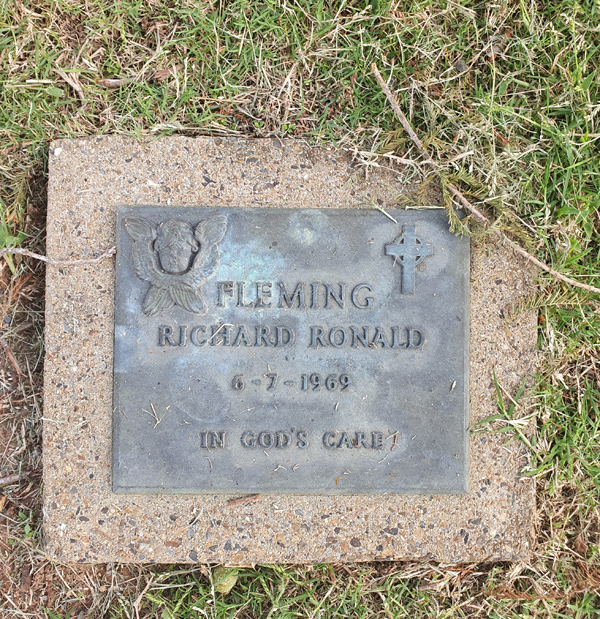 FLEMING
RICHARD RONALD
6-7-1969
IN GOD'S CARE